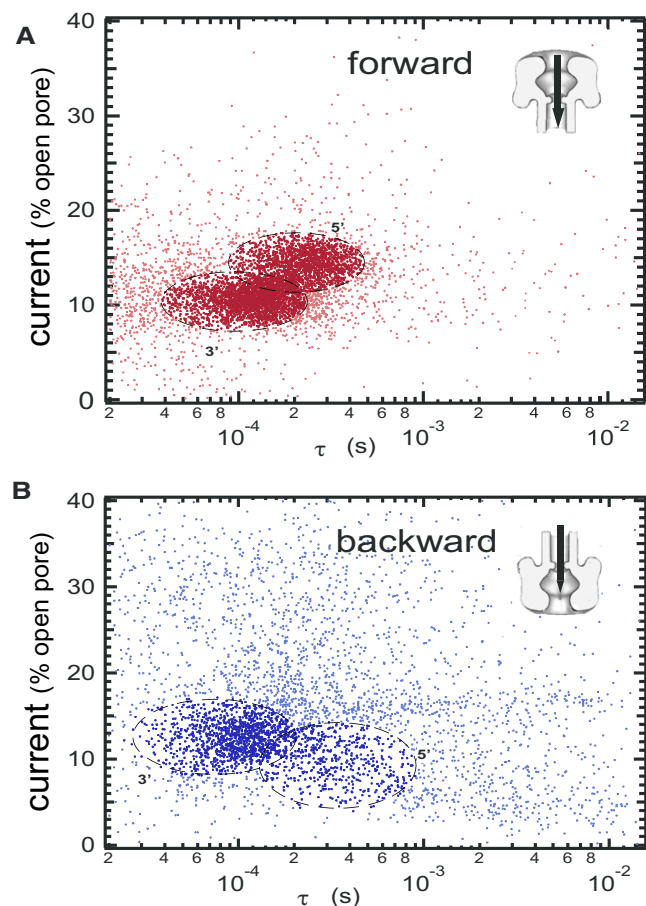 A
40
forward
30
5'
20
current (% open pore)
10
3'
0
2 4 6 8 2 4 6 8 2 4 6 8
10⁻⁴ 10⁻³ 10⁻²
τ (s)
B
40
backward
30
20
current (% open pore)
10
5'
3'
0
2 4 6 8 2 4 6 8 2 4 6 8
10⁻⁴ 10⁻³ 10⁻²
τ (s)